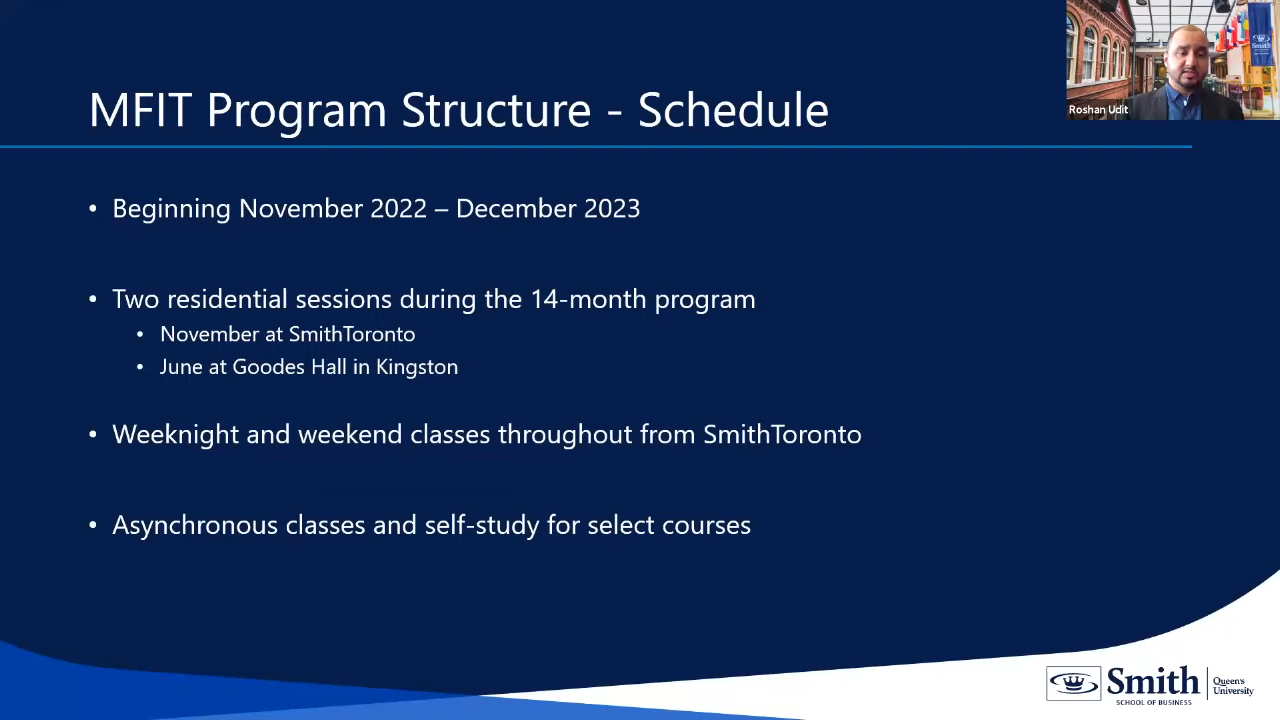 Roshan Udit
MFIT Program Structure - Schedule
• Beginning November 2022 – December 2023
• Two residential sessions during the 14-month program
• November at SmithToronto
• June at Goodes Hall in Kingston
• Weeknight and weekend classes throughout from SmithToronto
• Asynchronous classes and self-study for select courses
Smith
SCHOOL OF BUSINESS
Queen's
University